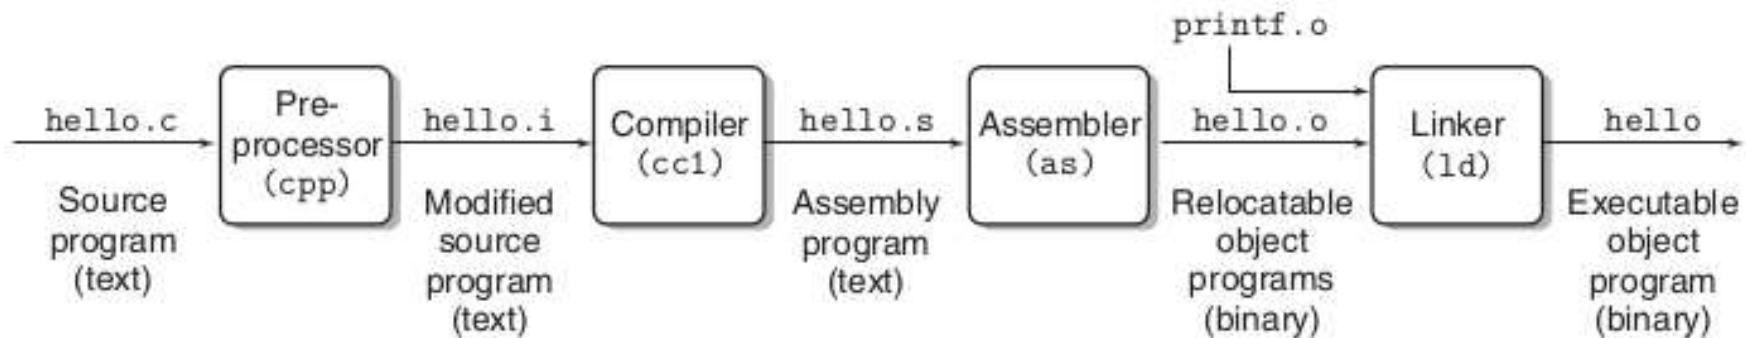 printf.o
hello.c
Pre-
processor
(cpp)
hello.i
Compiler
(cc1)
hello.s
Assembler
(as)
hello.o
Linker
(ld)
hello
Source
program
(text)
Modified
source
program
(text)
Assembly
program
(text)
Relocatable
object
programs
(binary)
Executable
object
program
(binary)